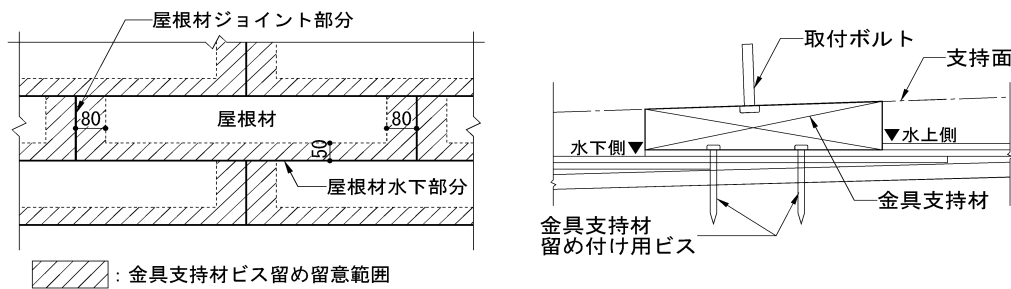 屋根材ジョイント部分
80
屋根材
80
50
屋根材水下部分
：金具支持材ビス留め留意範囲
取付ボルト
支持面
水下側▼
▼水上側
金具支持材
金具支持材
留め付け用ビス